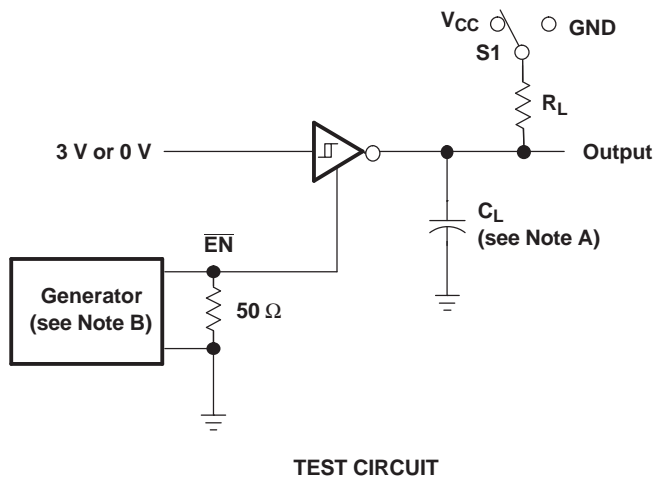 VCC
GND
S1
RL
3 V or 0 V
Output
CL
(see Note A)
EN
Generator
(see Note B)
50 Ω
TEST CIRCUIT